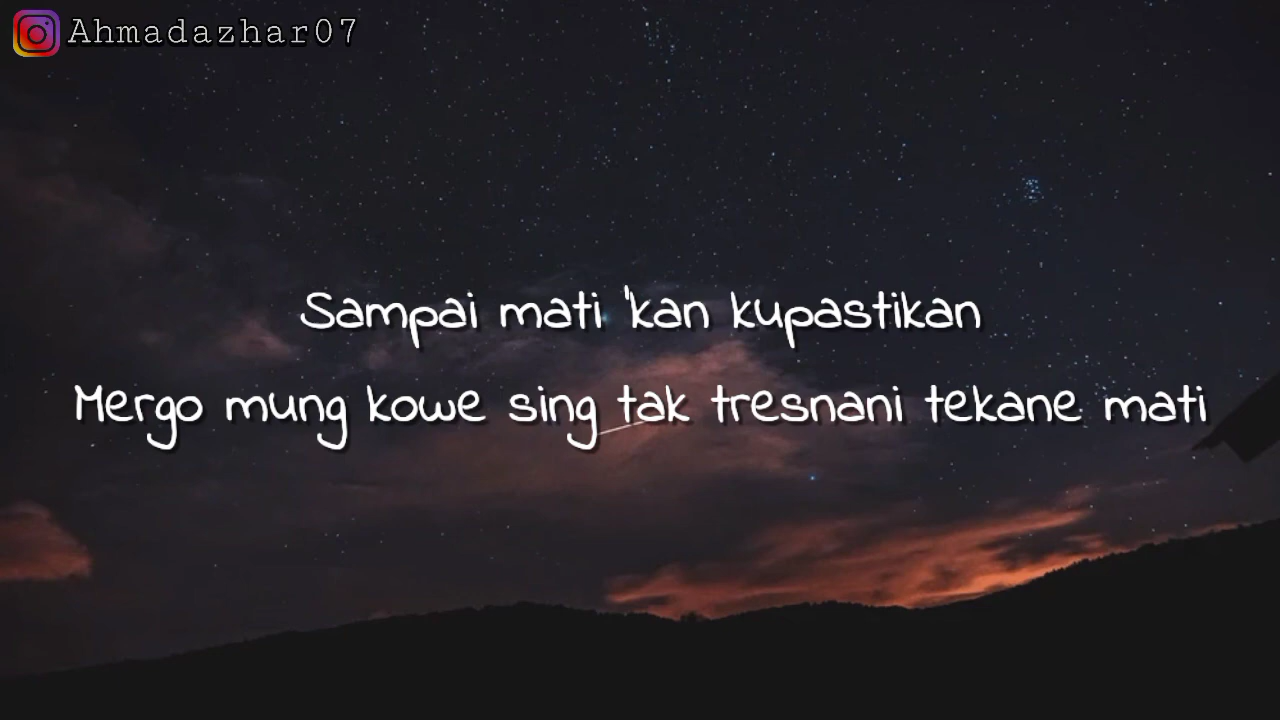 Ahmadazhar07
Sampai mati 'kan kupastikan
Mergo mung kowe sing tak tresnani tekane mati